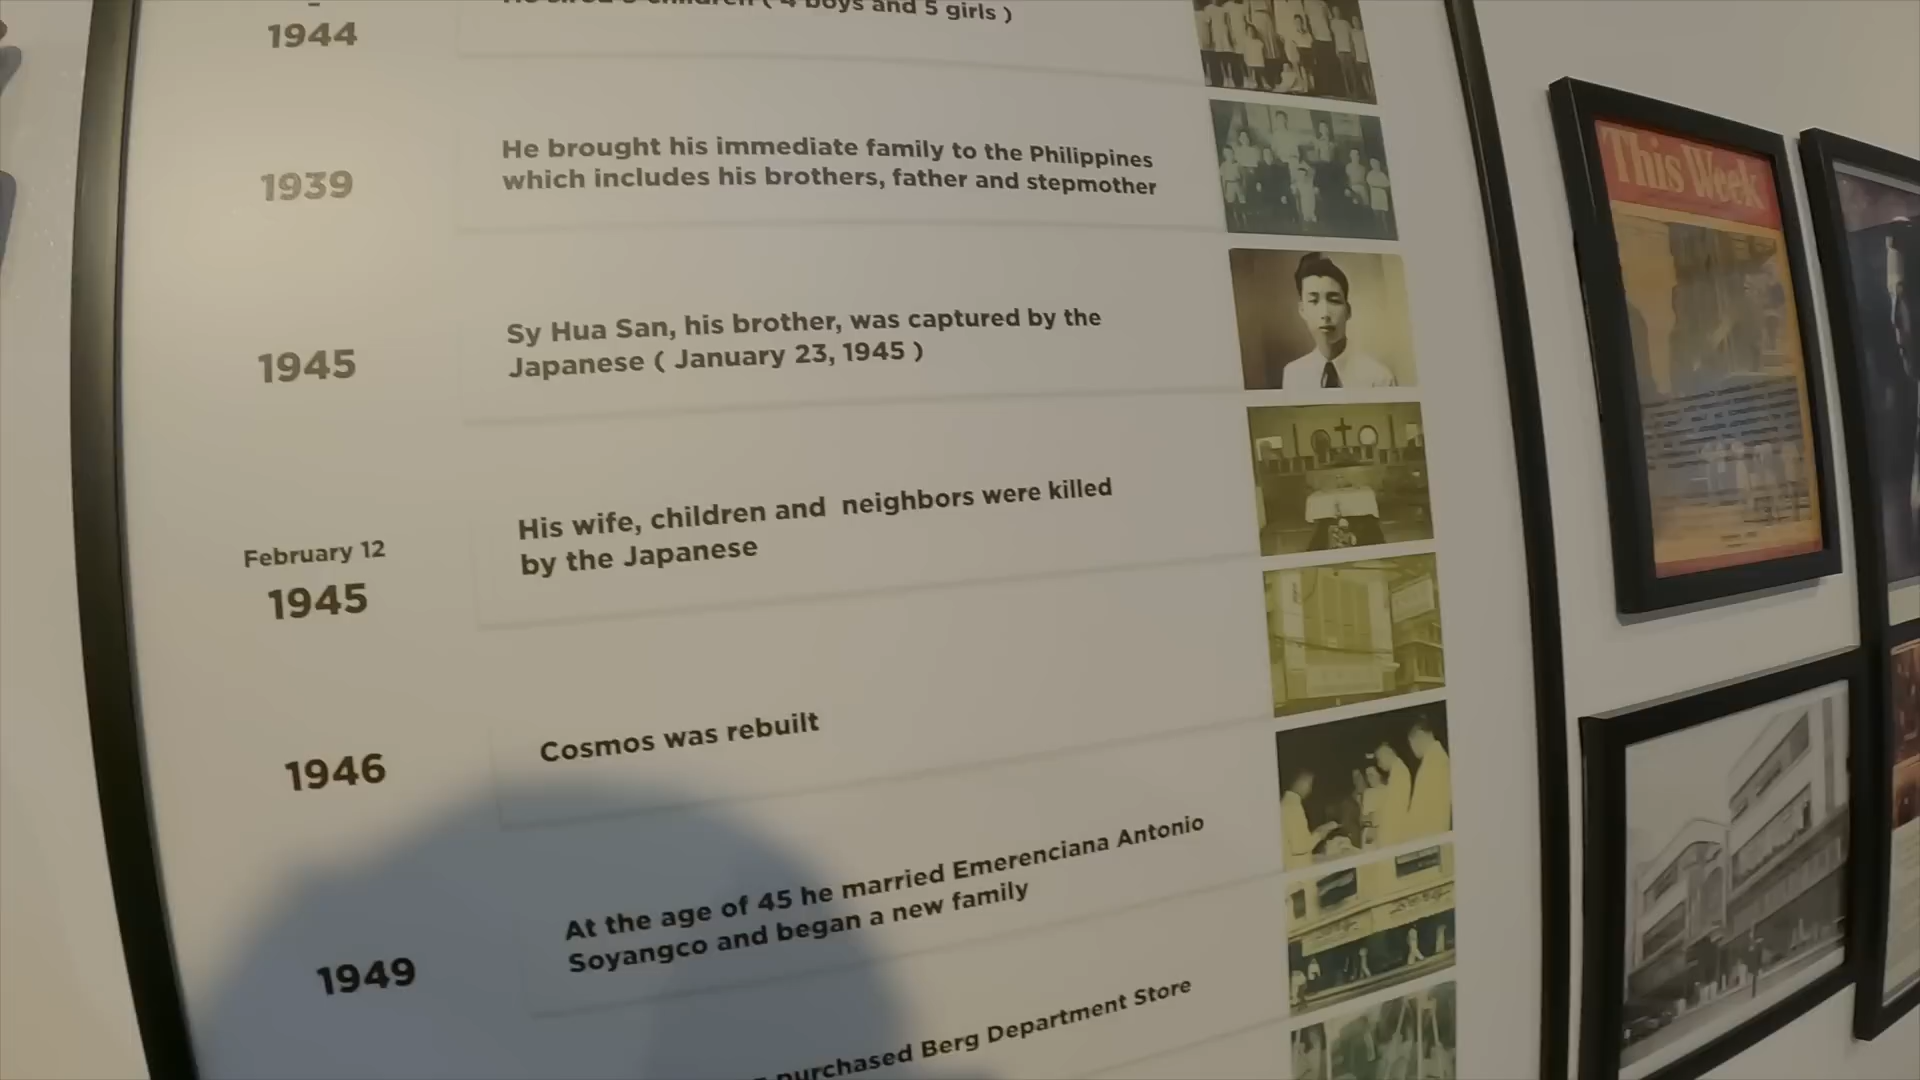 1944
boys and 5 girls )
1939
He brought his immediate family to the Philippines
which includes his brothers, father and stepmother
1945
Sy Hua San, his brother, was captured by the
Japanese ( January 23, 1945 )
February 12
1945
His wife, children and neighbors were killed
by the Japanese
1946
Cosmos was rebuilt
1949
At the age of 45 he married Emerenciana Antonio
Soyangco and began a new family
purchased Berg Department Store
This Week